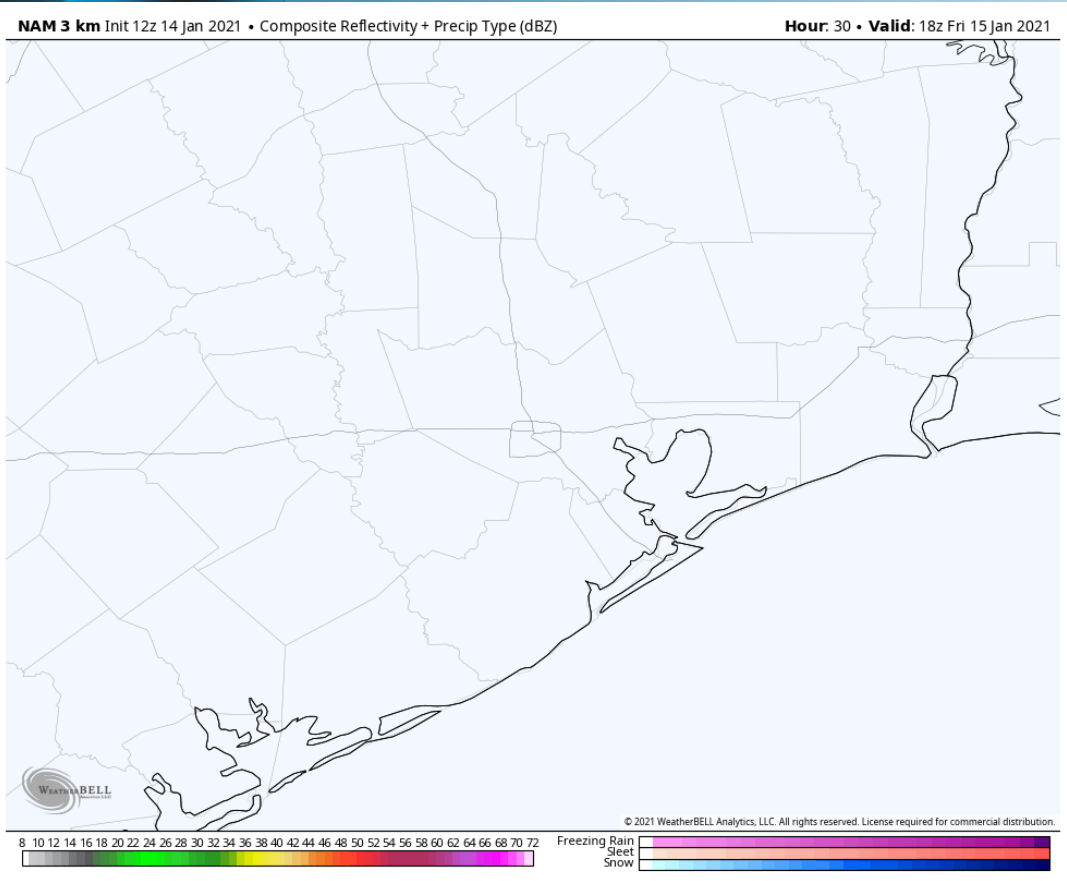 NAM 3 km Init 12z 14 Jan 2021 • Composite Reflectivity + Precip Type (dBZ) Hour: 30 • Valid: 18z Fri 15 Jan 2021
WEATHERBELL
Analytics LLC
© 2021 WeatherBELL Analytics, LLC. All rights reserved. License required for commercial distribution.
8 10 12 14 16 18 20 22 24 26 28 30 32 34 36 38 40 42 44 46 48 50 52 54 56 58 60 62 64 66 68 70 72
Freezing Rain
Sleet
Snow